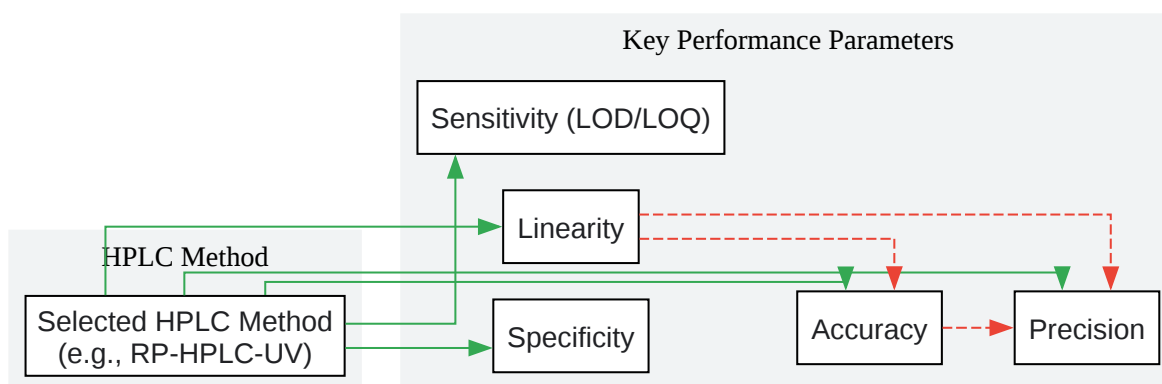 Key Performance Parameters
Sensitivity (LOD/LOQ)
Linearity
HPLC Method
Selected HPLC Method
(e.g., RP-HPLC-UV)
Specificity
Accuracy
Precision